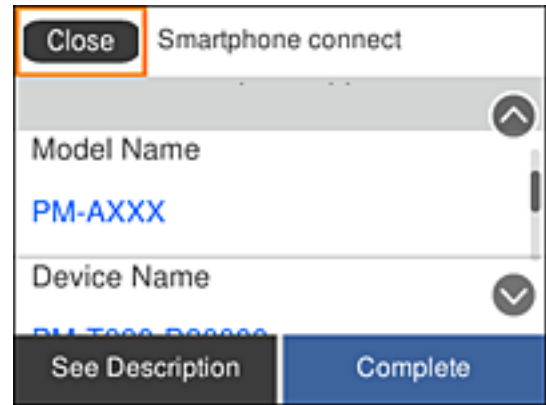 Close
Smartphone connect
Model Name
PM-AXXX
Device Name
See Description
Complete